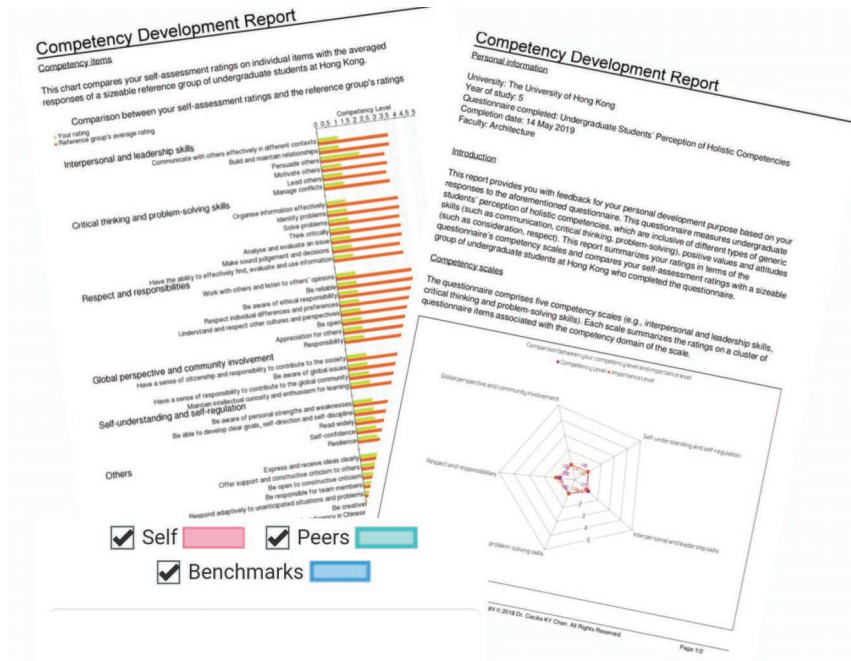 Competency Development Report
Competency items
This chart compares your self-assessment ratings on individual items with the averaged
responses of a sizeable reference group of undergraduate students at Hong Kong.
Comparison between your self-assessment ratings and the reference group's ratings
Your rating
Reference group's average rating
Competency Level
0 0.5 1 1.5 2 2.5 3 3.5 4 4.5 5
Interpersonal and leadership skills
Communicate with others effectively in different contexts
Build and maintain relationships
Persuade others
Motivate others
Lead others
Manage conflicts
Critical thinking and problem-solving skills
Organise information effectively
Identify problems
Solve problems
Think critically
Analyse and evaluate an issue
Make sound judgement and decisions
Have the ability to effectively find, evaluate and use information
Respect and responsibilities
Work with others and listen to others' opinions
Be reliable
Be aware of ethical responsibility
Respect individual differences and preferences
Understand and respect other cultures and perspectives
Be open
Appreciation for others
Responsibility
Global perspective and community involvement
Have a sense of citizenship and responsibility to contribute to the society
Be aware of global issues
Have a sense of responsibility to contribute to the global community
Maintain intellectual curiosity and enthusiasm for learning
Self-understanding and self-regulation
Be aware of personal strengths and weaknesses
Be able to develop clear goals, self-direction and self-discipline
Read widely
Self-confidence
Resilience
Others
Express and receive ideas clearly
Offer support and constructive criticism to others
Be open to constructive criticism
Be responsible for team members
Respond adaptively to unanticipated situations and problems
Be creative
in Chinese
Self
Peers
Benchmarks
Competency Development Report
Personal information
University: The University of Hong Kong
Year of study: 5
Questionnaire completed: Undergraduate Students' Perception of Holistic Competencies
Completion date: 14 May 2019
Faculty: Architecture
Introduction
This report provides you with feedback for your personal development purpose based on your
responses to the aforementioned questionnaire. This questionnaire measures undergraduate
students' perception of holistic competencies, which are inclusive of different types of generic
skills (such as communication, critical thinking, problem-solving), positive values and attitudes
(such as consideration, respect). This report summarizes your ratings in terms of the
questionnaire's competency scales and compares your self-assessment ratings with a sizeable
group of undergraduate students at Hong Kong who completed the questionnaire.
Competency scales
The questionnaire comprises five competency scales (e.g., interpersonal and leadership skills,
critical thinking and problem-solving skills). Each scale summarizes the ratings on a cluster of
questionnaire items associated with the competency domain of the scale.
Comparison between your competency level and importance level
Competency Level Importance Level
Global perspective and community involvement
Self-understanding and self-regulation
Respect and responsibilities
Interpersonal and leadership skills
problem-solving skills
2
3
4
5
© 2018 Dr. Cecilia KY Chan. All Rights Reserved.
Page 1/2